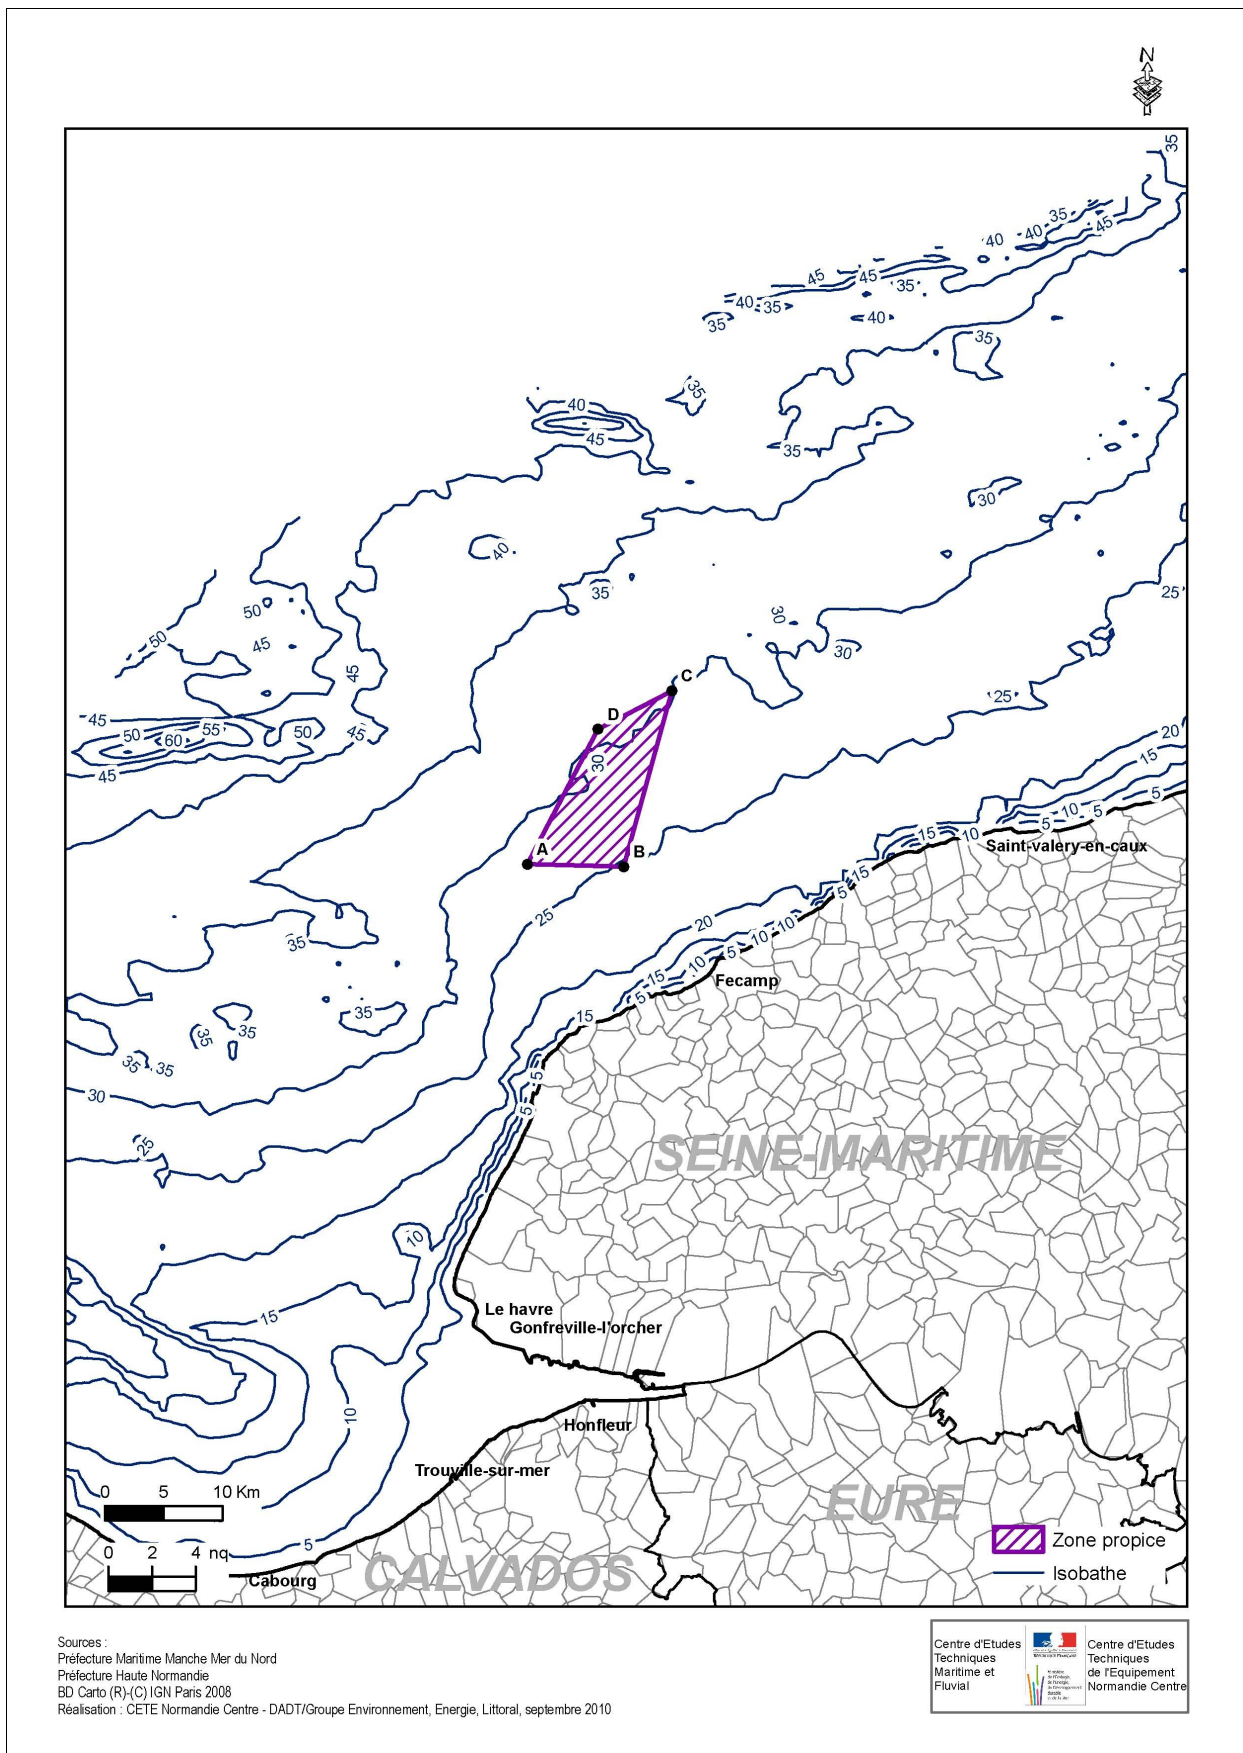 N
35
35
40
40
45
45
45
35
40
35
35
40
35
35
40
45
35
30
40
35
25
50
50
45
45
30
30
C
25
D
45
50
55
60
50
45
45
30
20
15
5
10
5
5
15
10
Saint-valery-en-caux
A
B
15
5
25
20
35
10
10
5
15
10
5
Fecamp
35
35
35
15
35
35
30
5
5
25
SEINE-MARITIME
10
15
Le havre
Gonfreville-l'orcher
10
Honfleur
Trouville-sur-mer
0 5 10 Km
EURE
5
0 2 4 nq
Cabourg
CALVADOS
Zone propice
Isobathe
Sources :
Préfecture Maritime Manche Mer du Nord
Préfecture Haute Normandie
BD Carto (R)-(C) IGN Paris 2008
Réalisation : CETE Normandie Centre - DADT/Groupe Environnement, Energie, Littoral, septembre 2010
Centre d'Etudes
Techniques
Maritime et
Fluvial
Centre d'Etudes
Techniques
de l'Equipement
Normandie Centre